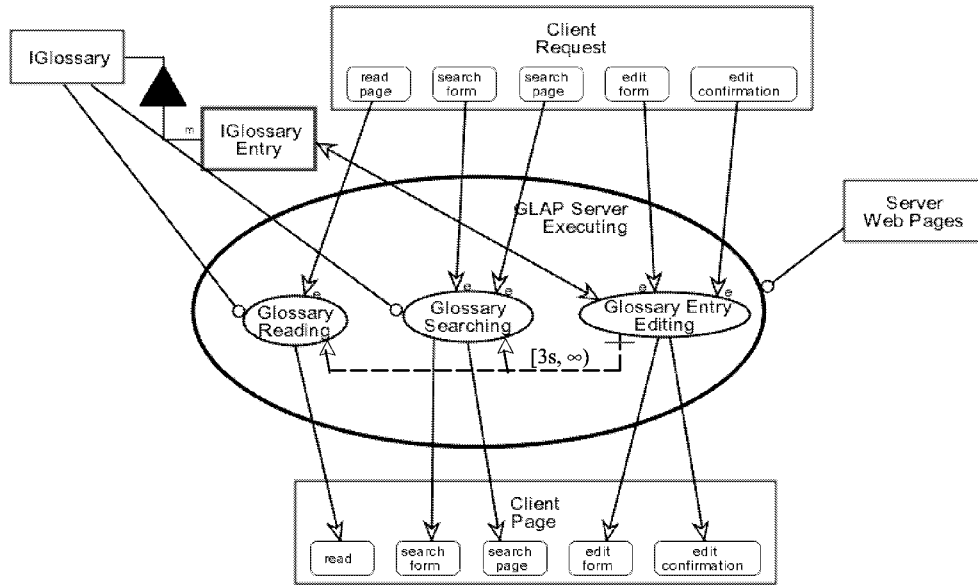 Client
Request
IGlossary
read
page
search
form
search
page
edit
form
edit
confirmation
m
IGlossary
Entry
GLAP Server
Executing
Server
Web Pages
e
e
e
e
e
Glossary
Reading
Glossary
Searching
Glossary Entry
Editing
[3s, ∞)
Client
Page
read
search
form
search
page
edit
form
edit
confirmation